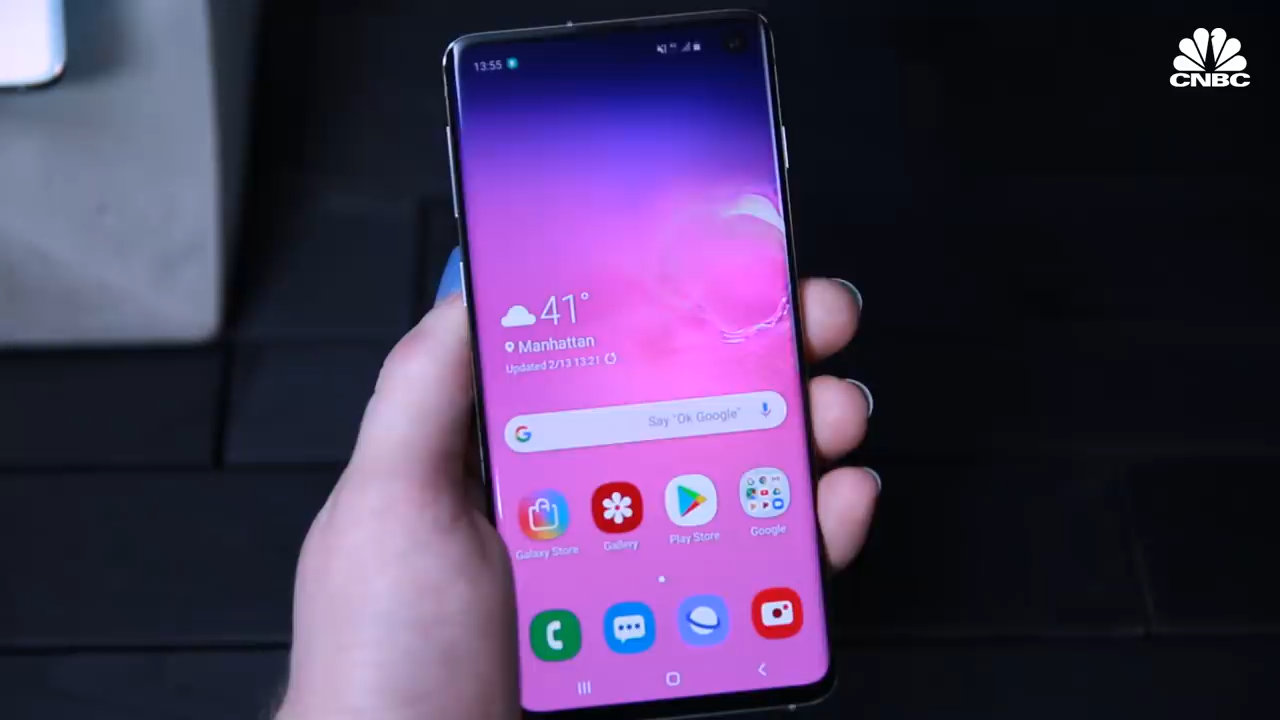 CNBC
13:55
41°
Manhattan
Updated 2/13 13:21
Say "Ok Google"
Galaxy Store
Gallery
Play Store
Google